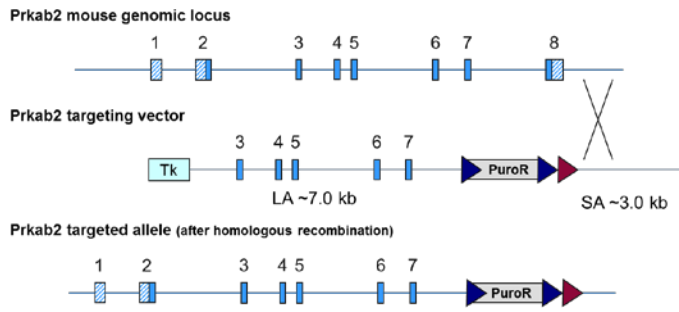 Prkab2 mouse genomic locus
1 2 3 4 5 6 7 8
Prkab2 targeting vector
3 4 5 6 7
Tk PuroR
LA ~7.0 kb SA ~3.0 kb
Prkab2 targeted allele (after homologous recombination)
1 2 3 4 5 6 7
PuroR